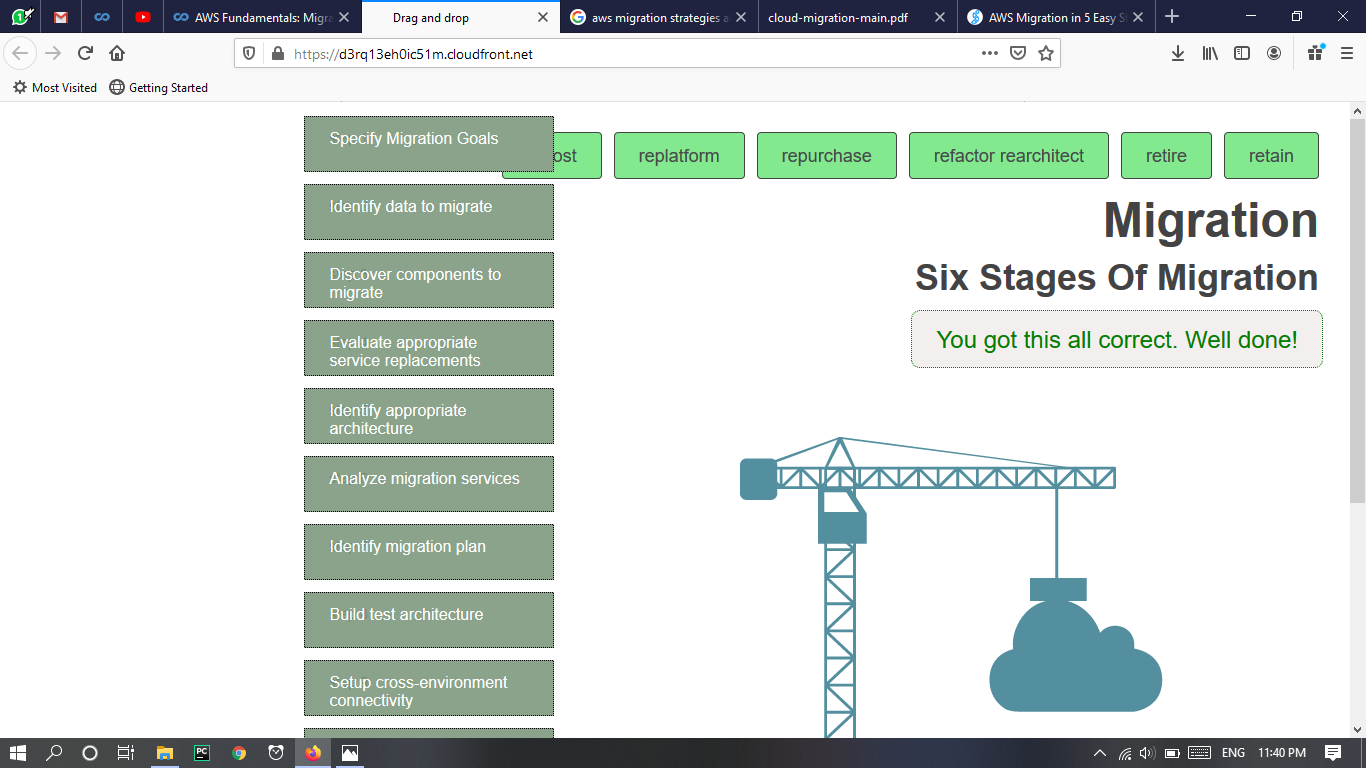 AWS Fundamentals: Migra
Drag and drop
aws migration strategies a
cloud-migration-main.pdf
AWS Migration in 5 Easy S
https://d3rq13eh0ic51m.cloudfront.net
Most Visited
Getting Started
Specify Migration Goals
ost
replatform
repurchase
refactor rearchitect
retire
retain
Identify data to migrate
Migration
Discover components to
migrate
Six Stages Of Migration
Evaluate appropriate
service replacements
You got this all correct. Well done!
Identify appropriate
architecture
Analyze migration services
Identify migration plan
Build test architecture
Setup cross-environment
connectivity
PC
ENG
11:40 PM